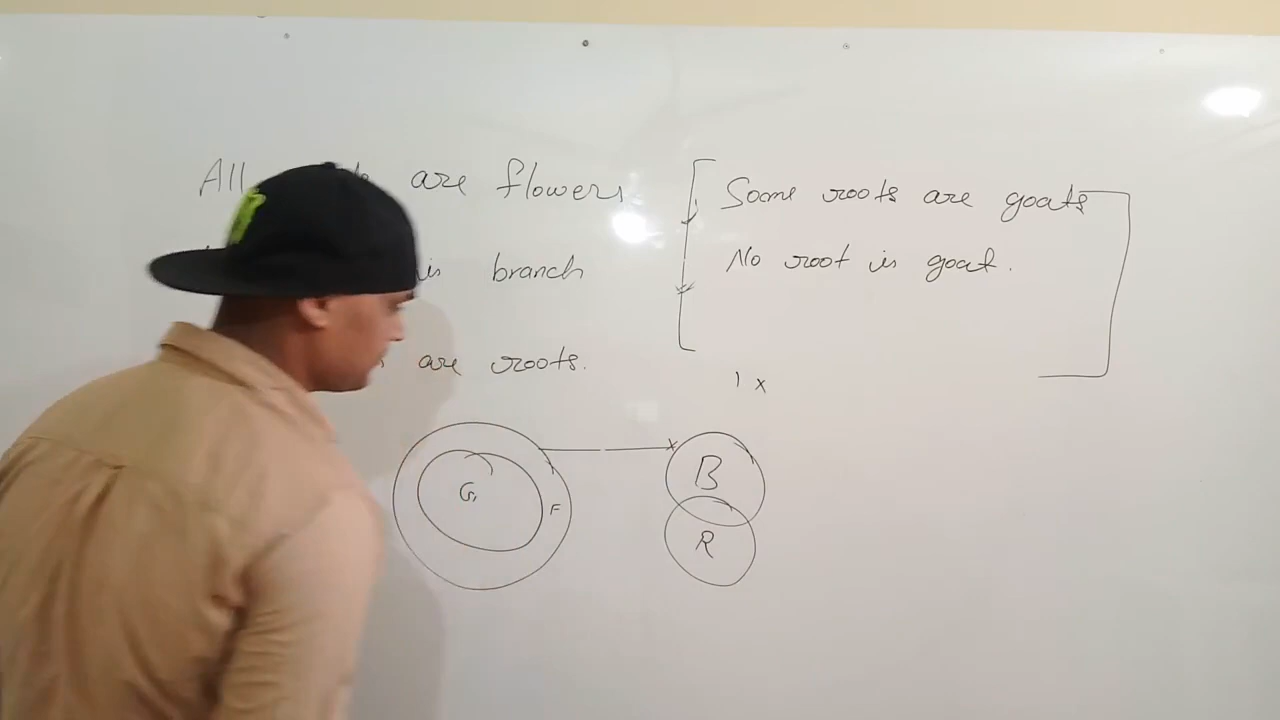 All are flowers
is branch
are roots.
Some roots are goats
No root is goat.
1 x
G
F
B
R